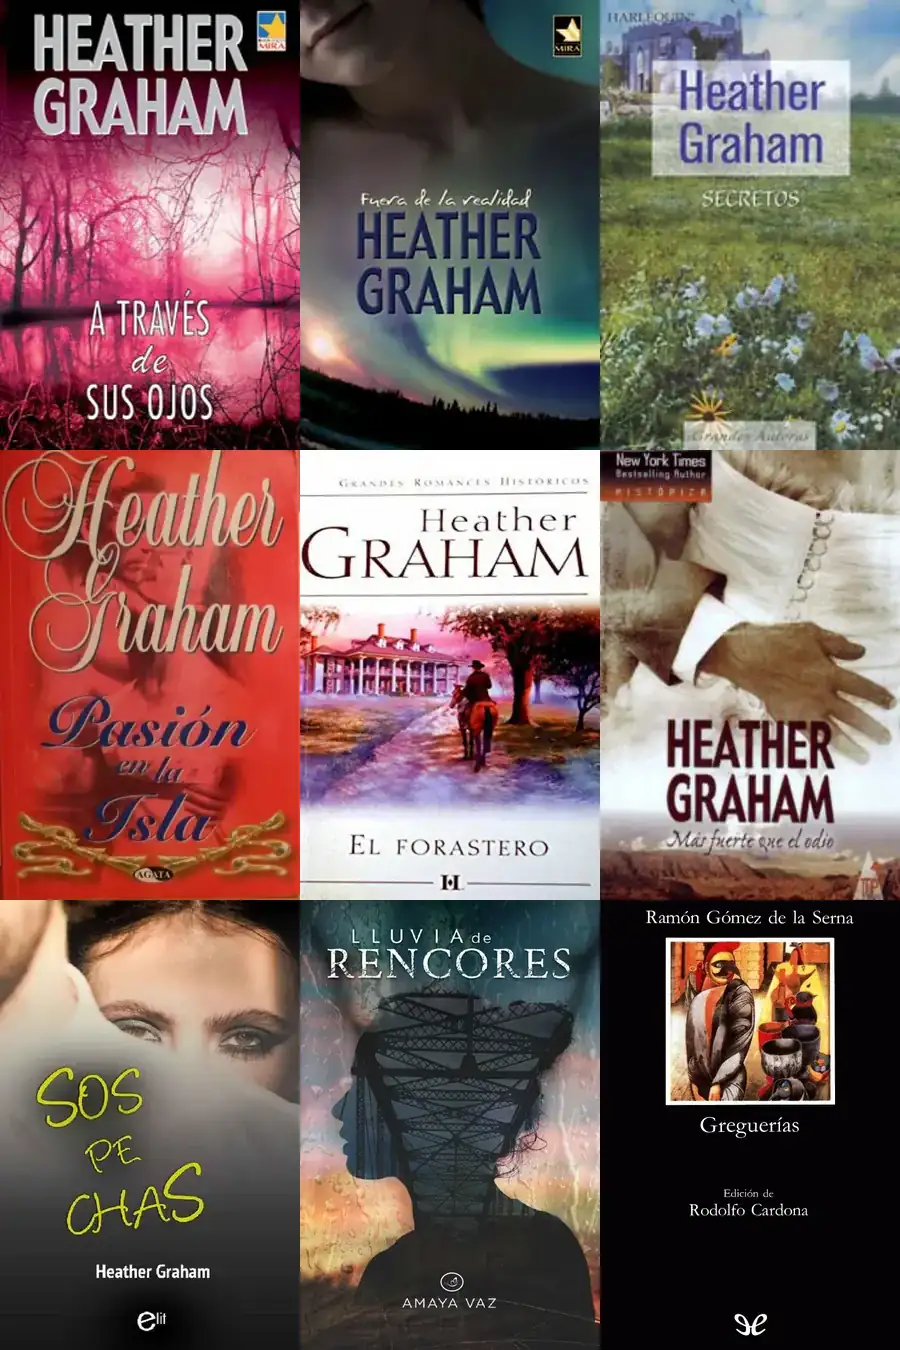 HEATHER
GRAHAM
MIRA
A TRAVÉS
de
SUS OJOS
MIRA
Fuera de la realidad
HEATHER
GRAHAM
HARLEQUIN
Heather
Graham
SECRETOS
Grandes Autoras
Heather
Graham
Pasión
en la
Isla
AGATA
GRANDES ROMANCES HISTÓRICOS
Heather
GRAHAM
EL FORASTERO
New York Times
Bestselling Author
HISTÓRICA
HEATHER
GRAHAM
Más fuerte que el odio
TOP
SOS
PE
CHAS
Heather Graham
elit
LLUVIA de
RENCORES
AMAYA VAZ
Ramón Gómez de la Serna
Greguerías
Edición de
Rodolfo Cardona